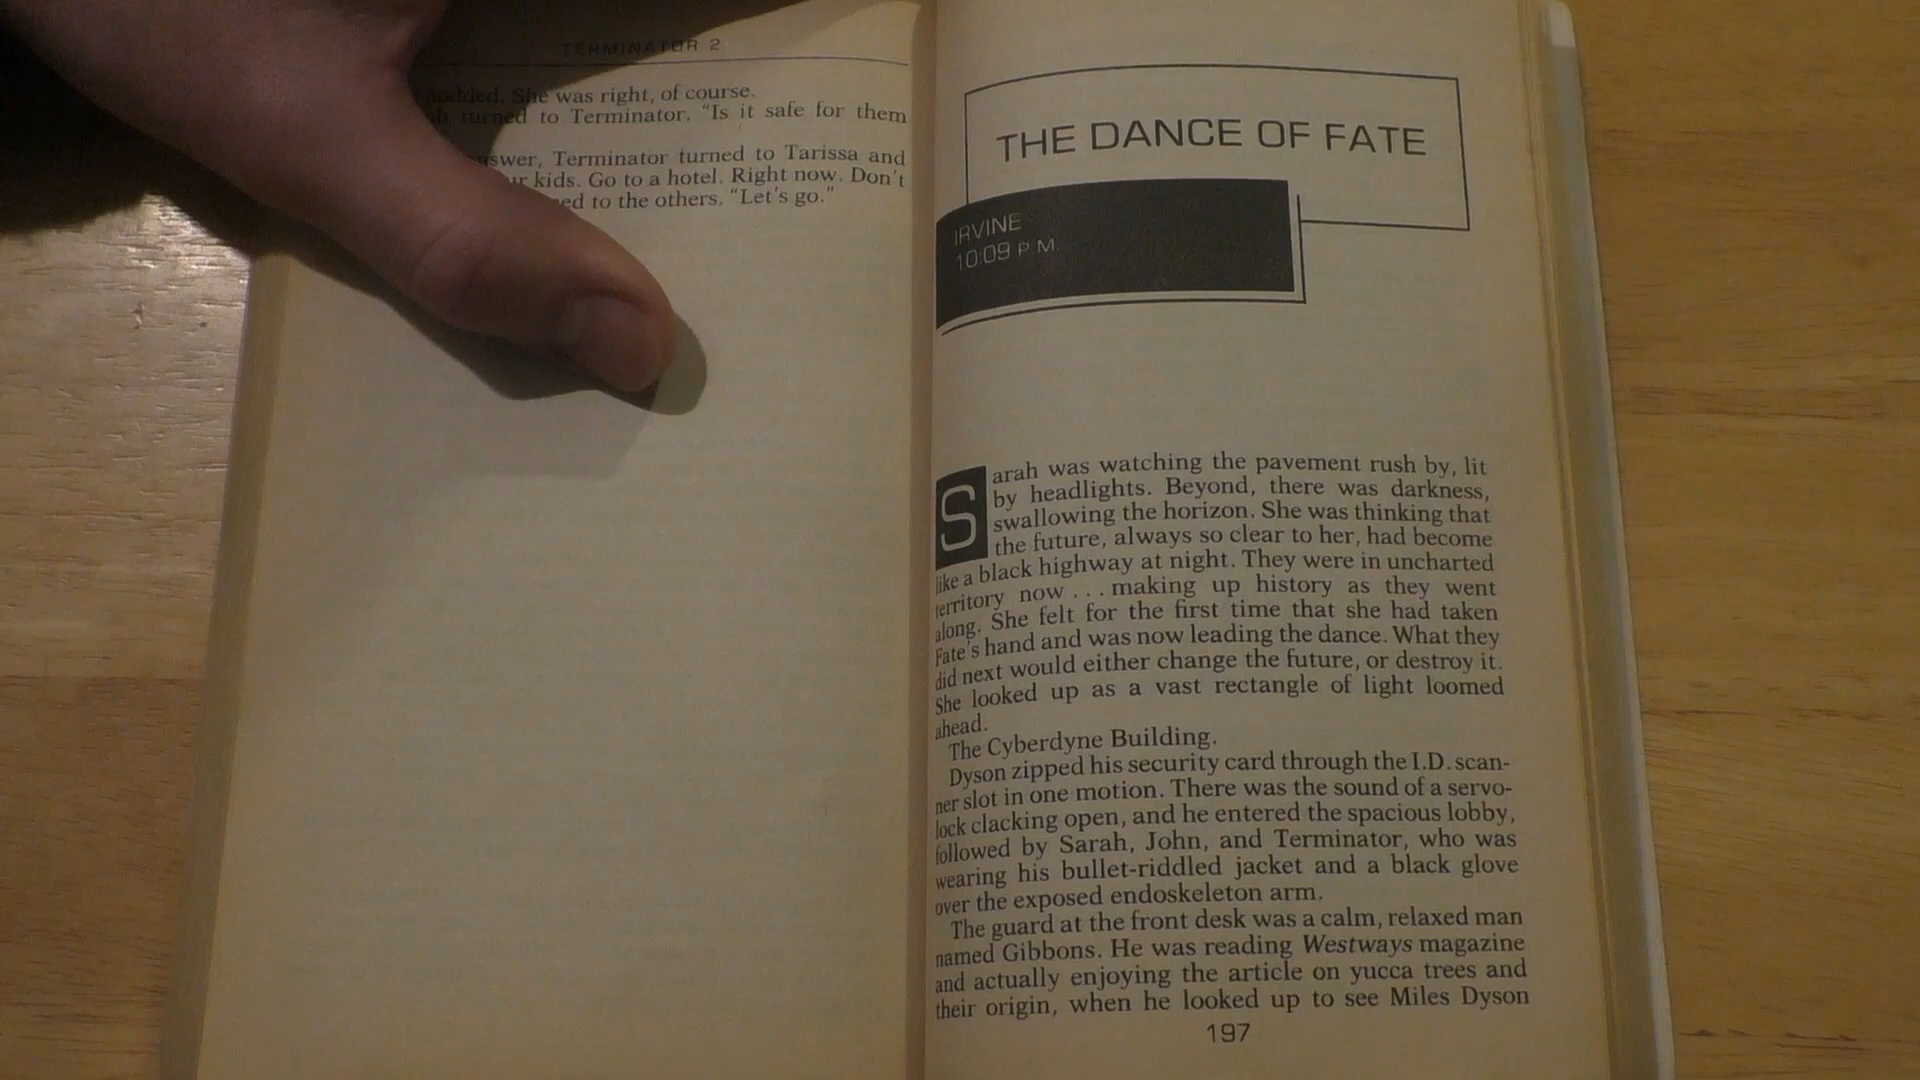 TERMINATOR 2
nodded. She was right, of course.
turned to Terminator. “Is it safe for them
answer, Terminator turned to Tarissa and
kids. Go to a hotel. Right now. Don't
to the others. “Let's go.”
THE DANCE OF FATE
IRVINE
10:09 P.M.
Sarah was watching the pavement rush by, lit
by headlights. Beyond, there was darkness,
swallowing the horizon. She was thinking that
the future, always so clear to her, had become
like a black highway at night. They were in uncharted
territory now . . . making up history as they went
along. She felt for the first time that she had taken
Fate's hand and was now leading the dance. What they
did next would either change the future, or destroy it.
She looked up as a vast rectangle of light loomed
ahead.
The Cyberdyne Building.
Dyson zipped his security card through the I.D. scan-
ner slot in one motion. There was the sound of a servo-
lock clacking open, and he entered the spacious lobby,
followed by Sarah, John, and Terminator, who was
wearing his bullet-riddled jacket and a black glove
over the exposed endoskeleton arm.
The guard at the front desk was a calm, relaxed man
named Gibbons. He was reading Westways magazine
and actually enjoying the article on yucca trees and
their origin, when he looked up to see Miles Dyson
197